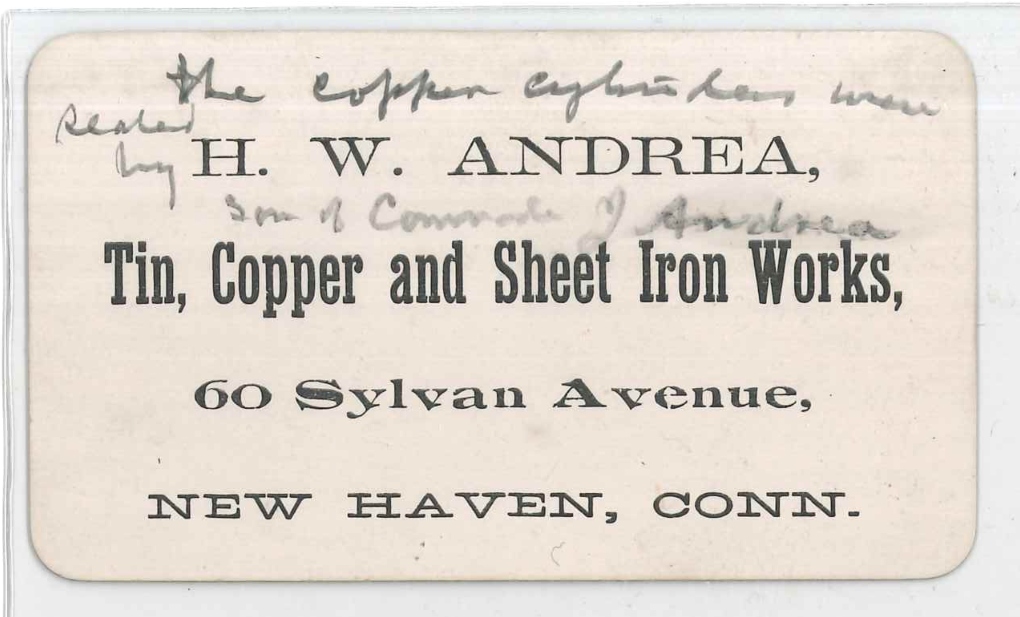 the copper cylinders were
sealed
by H. W. ANDREA,
Son of Comrade J Andrea
Tin, Copper and Sheet Iron Works,
60 Sylvan Avenue,
NEW HAVEN, CONN.